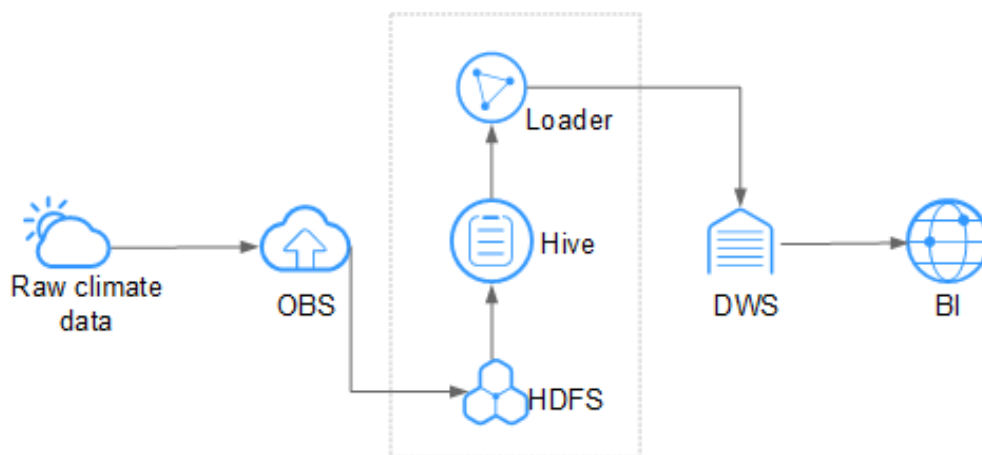 Raw climate
data
OBS
Loader
Hive
HDFS
DWS
BI